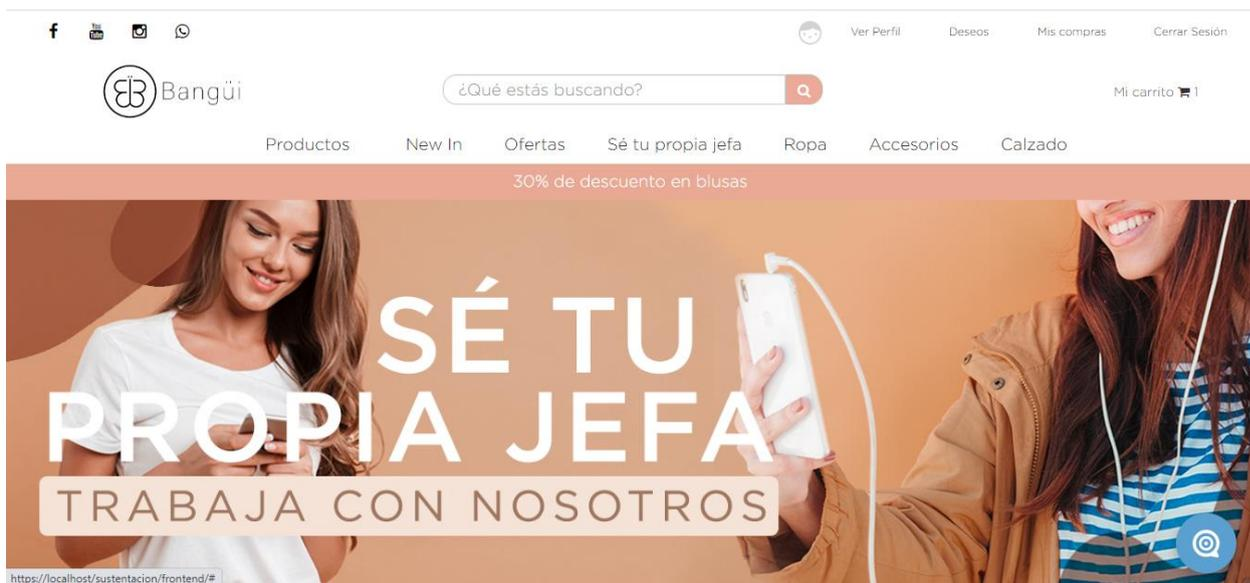 You Tube
Ver Perfil Deseos Mis compras Cerrar Sesión
Bangüi
¿Qué estás buscando?
Mi carrito 1
Productos New In Ofertas Sé tu propia jefa Ropa Accesorios Calzado
30% de descuento en blusas
SÉ TU
PROPIA JEFA
TRABAJA CON NOSOTROS
https://localhost/sustentacion/frontend/#